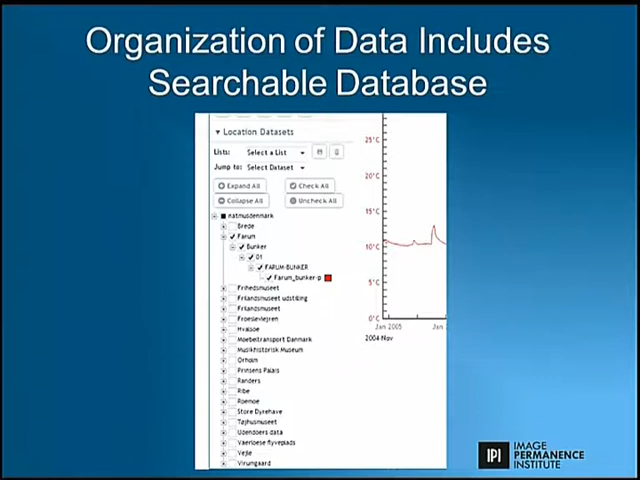 Organization of Data Includes
Searchable Database
Location Datasets
Lists: Select a List
Jump to: Select Dataset
Expand All Check All
Collapse All Uncheck All
natmusdenmark
Brede
Farum
Bunker
01
FARUM-BUNKER
Farum_bunker-p
Frihedsmuseet
Frilandsmuseet udstilling
Frilandsmuseet
Froeslevlejren
Hvalsoe
Moebeltransport Danmark
Musikhistorisk Museum
Orholm
Prinsens Palais
Randers
Ribe
Roemoe
Store Dyrehave
Tøjhusmuseet
Udendoers data
Vaerloese flyveplads
Vejle
Virumgaard
25°C
20°C
15°C
10°C
5°C
0°C
Jan 2005
2004 Nov
IPI
IMAGE
PERMANENCE
INSTITUTE